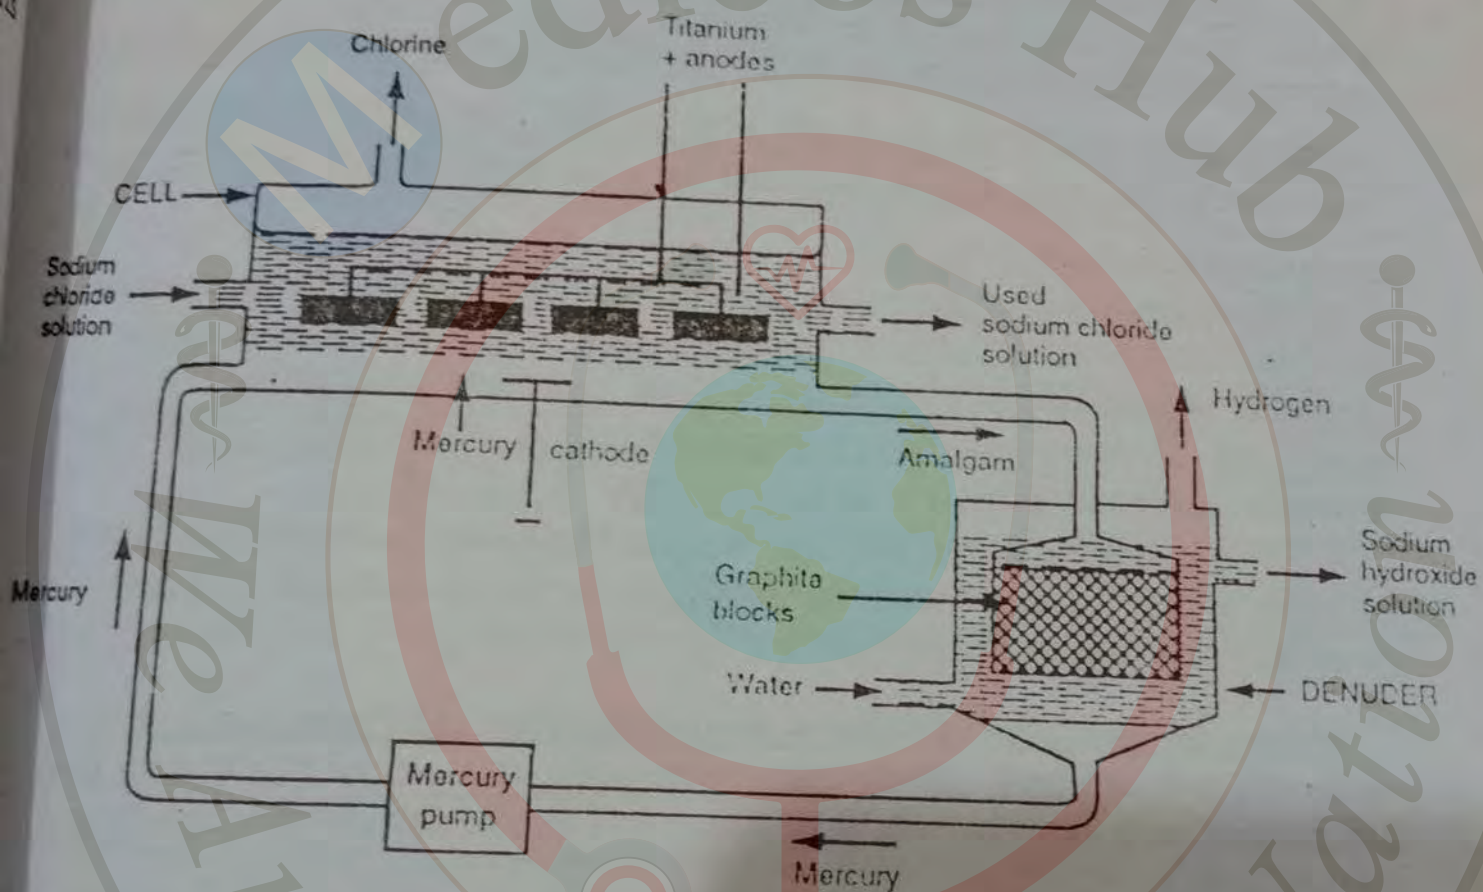 Chlorine
Titanium
+ anodes
CELL
Sodium
chloride
solution
Used
sodium chloride
solution
Hydrogen
Mercury
cathode
Amalgam
Sodium
hydroxide
solution
Graphite
blocks
Mercury
Water
DENUDER
Mercury
pump
Mercury
Hub